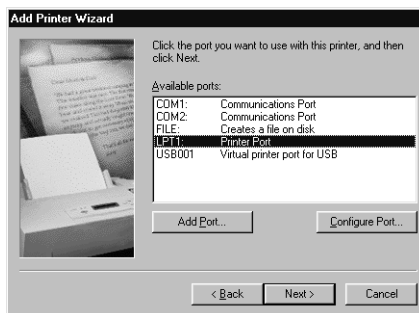 Add Printer Wizard
Click the port you want to use with this printer, and then
click Next.
Available ports:
COM1: Communications Port
COM2: Communications Port
FILE: Creates a file on disk
LPT1: Printer Port
USB001 Virtual printer port for USB
Add Port...
Configure Port...
< Back
Next >
Cancel